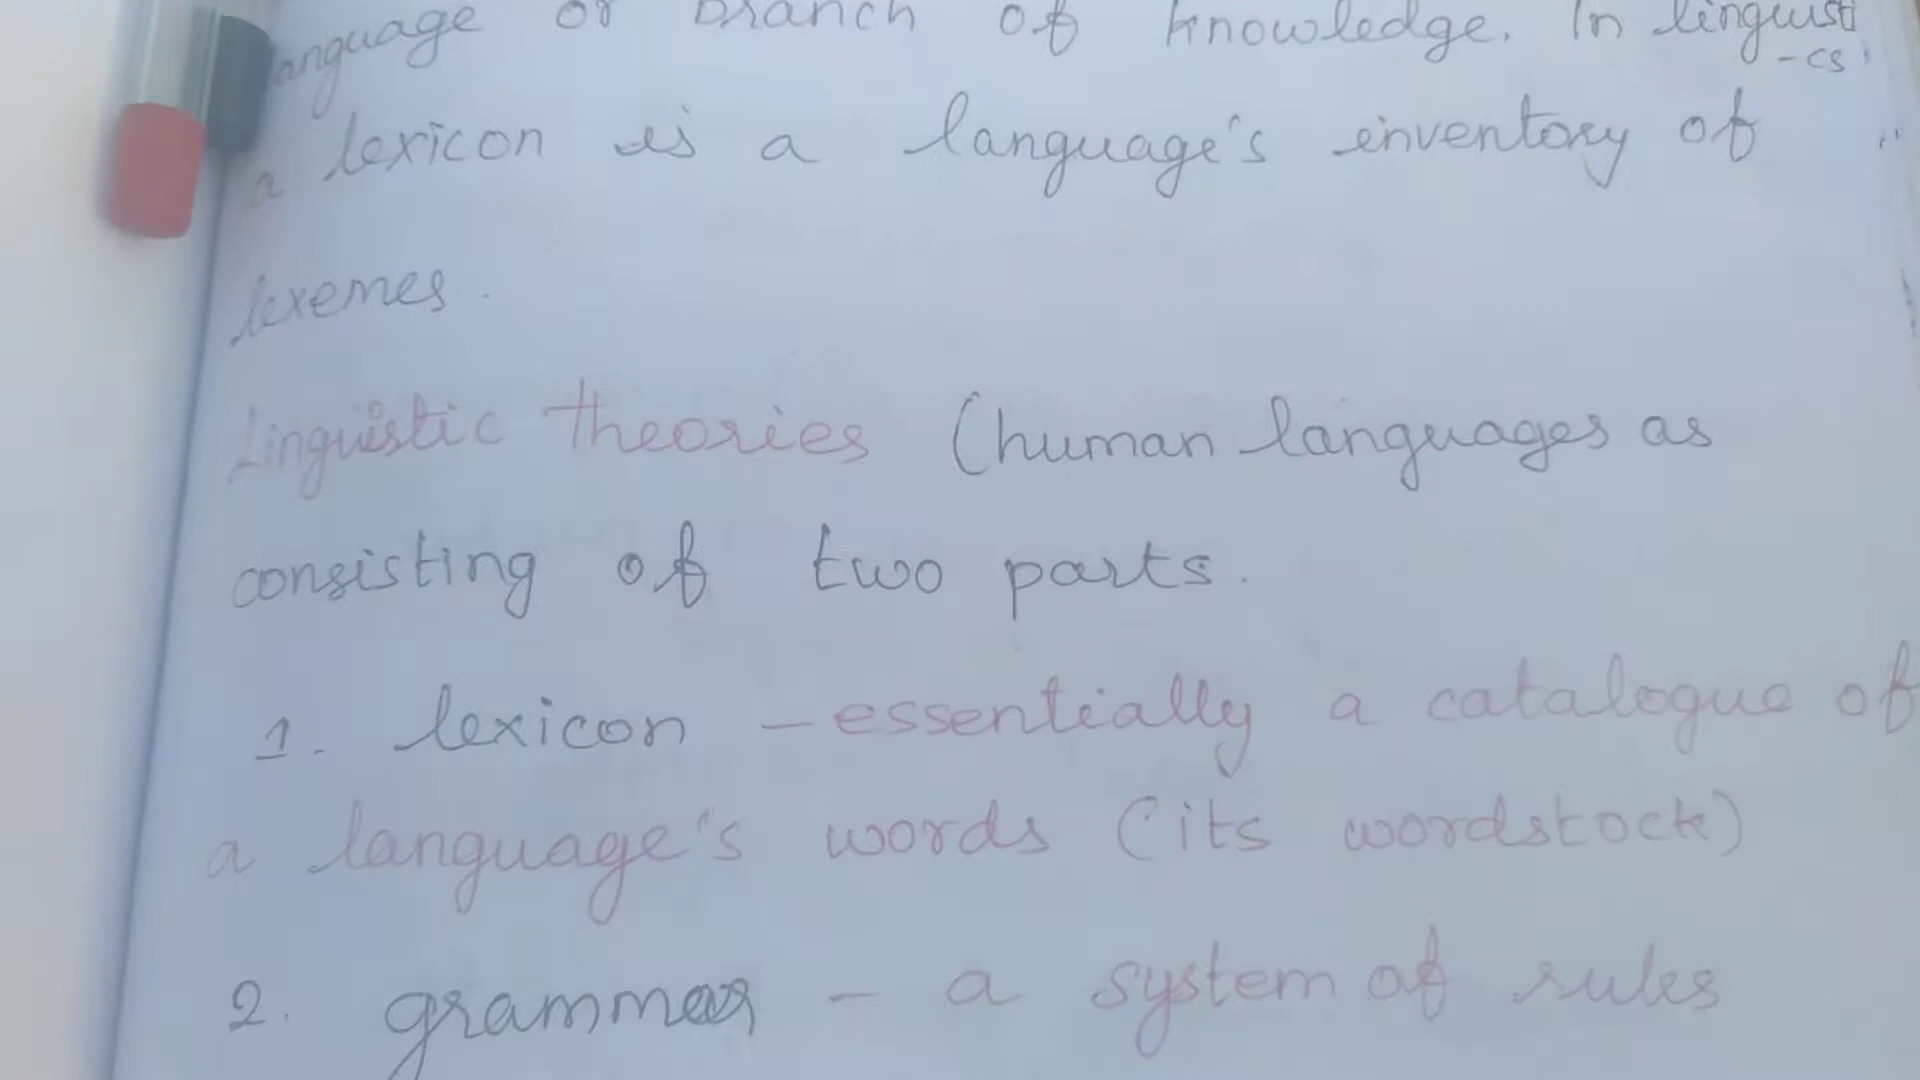 language or branch of knowledge. In linguisti
-cs,
a lexicon is a language's inventory of
lexemes.
Linguistic theories (human languages as
consisting of two parts.
1. lexicon – essentially a catalogue of
a language's words (its wordstock)
2. grammar – a system of rules